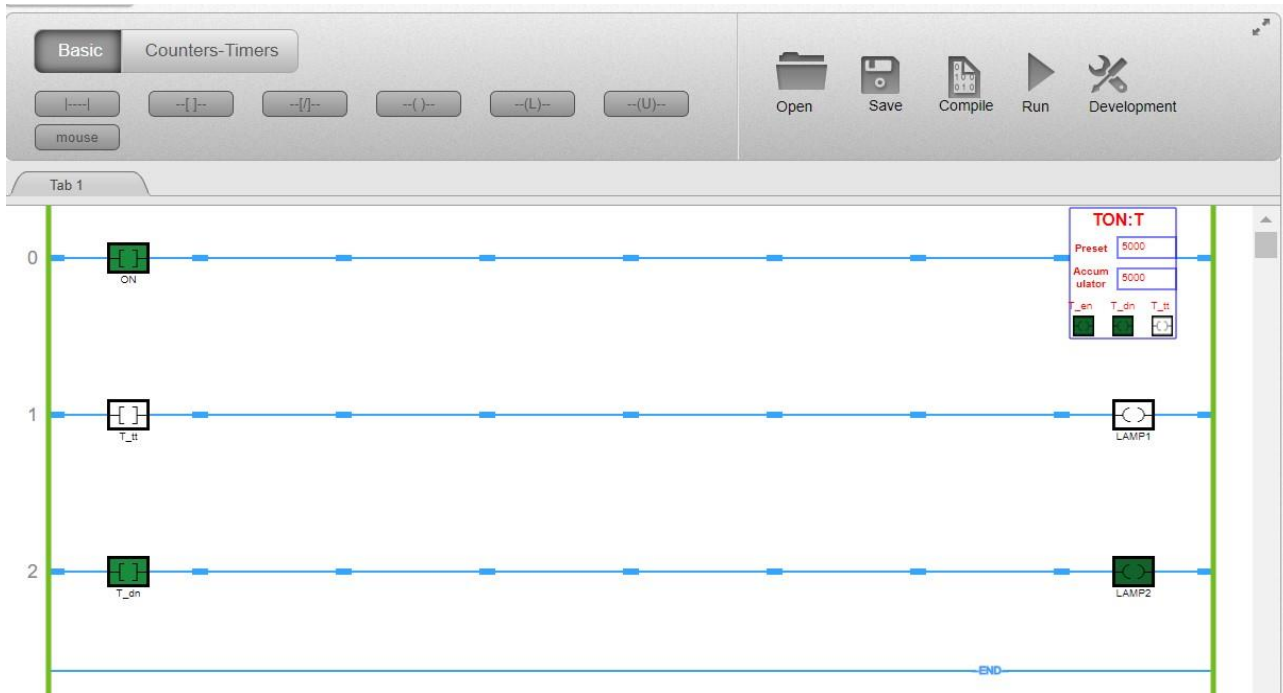 Basic
Counters-Timers
|----|
--[ ]--
--[/]--
--( )--
--(L)--
--(U)--
mouse
Open
Save
Compile
Run
Development
Tab 1
TON:T
Preset 5000
Accum
ulator 5000
T_en T_dn T_tt
0
ON
1
T_tt
LAMP1
2
T_dn
LAMP2
END